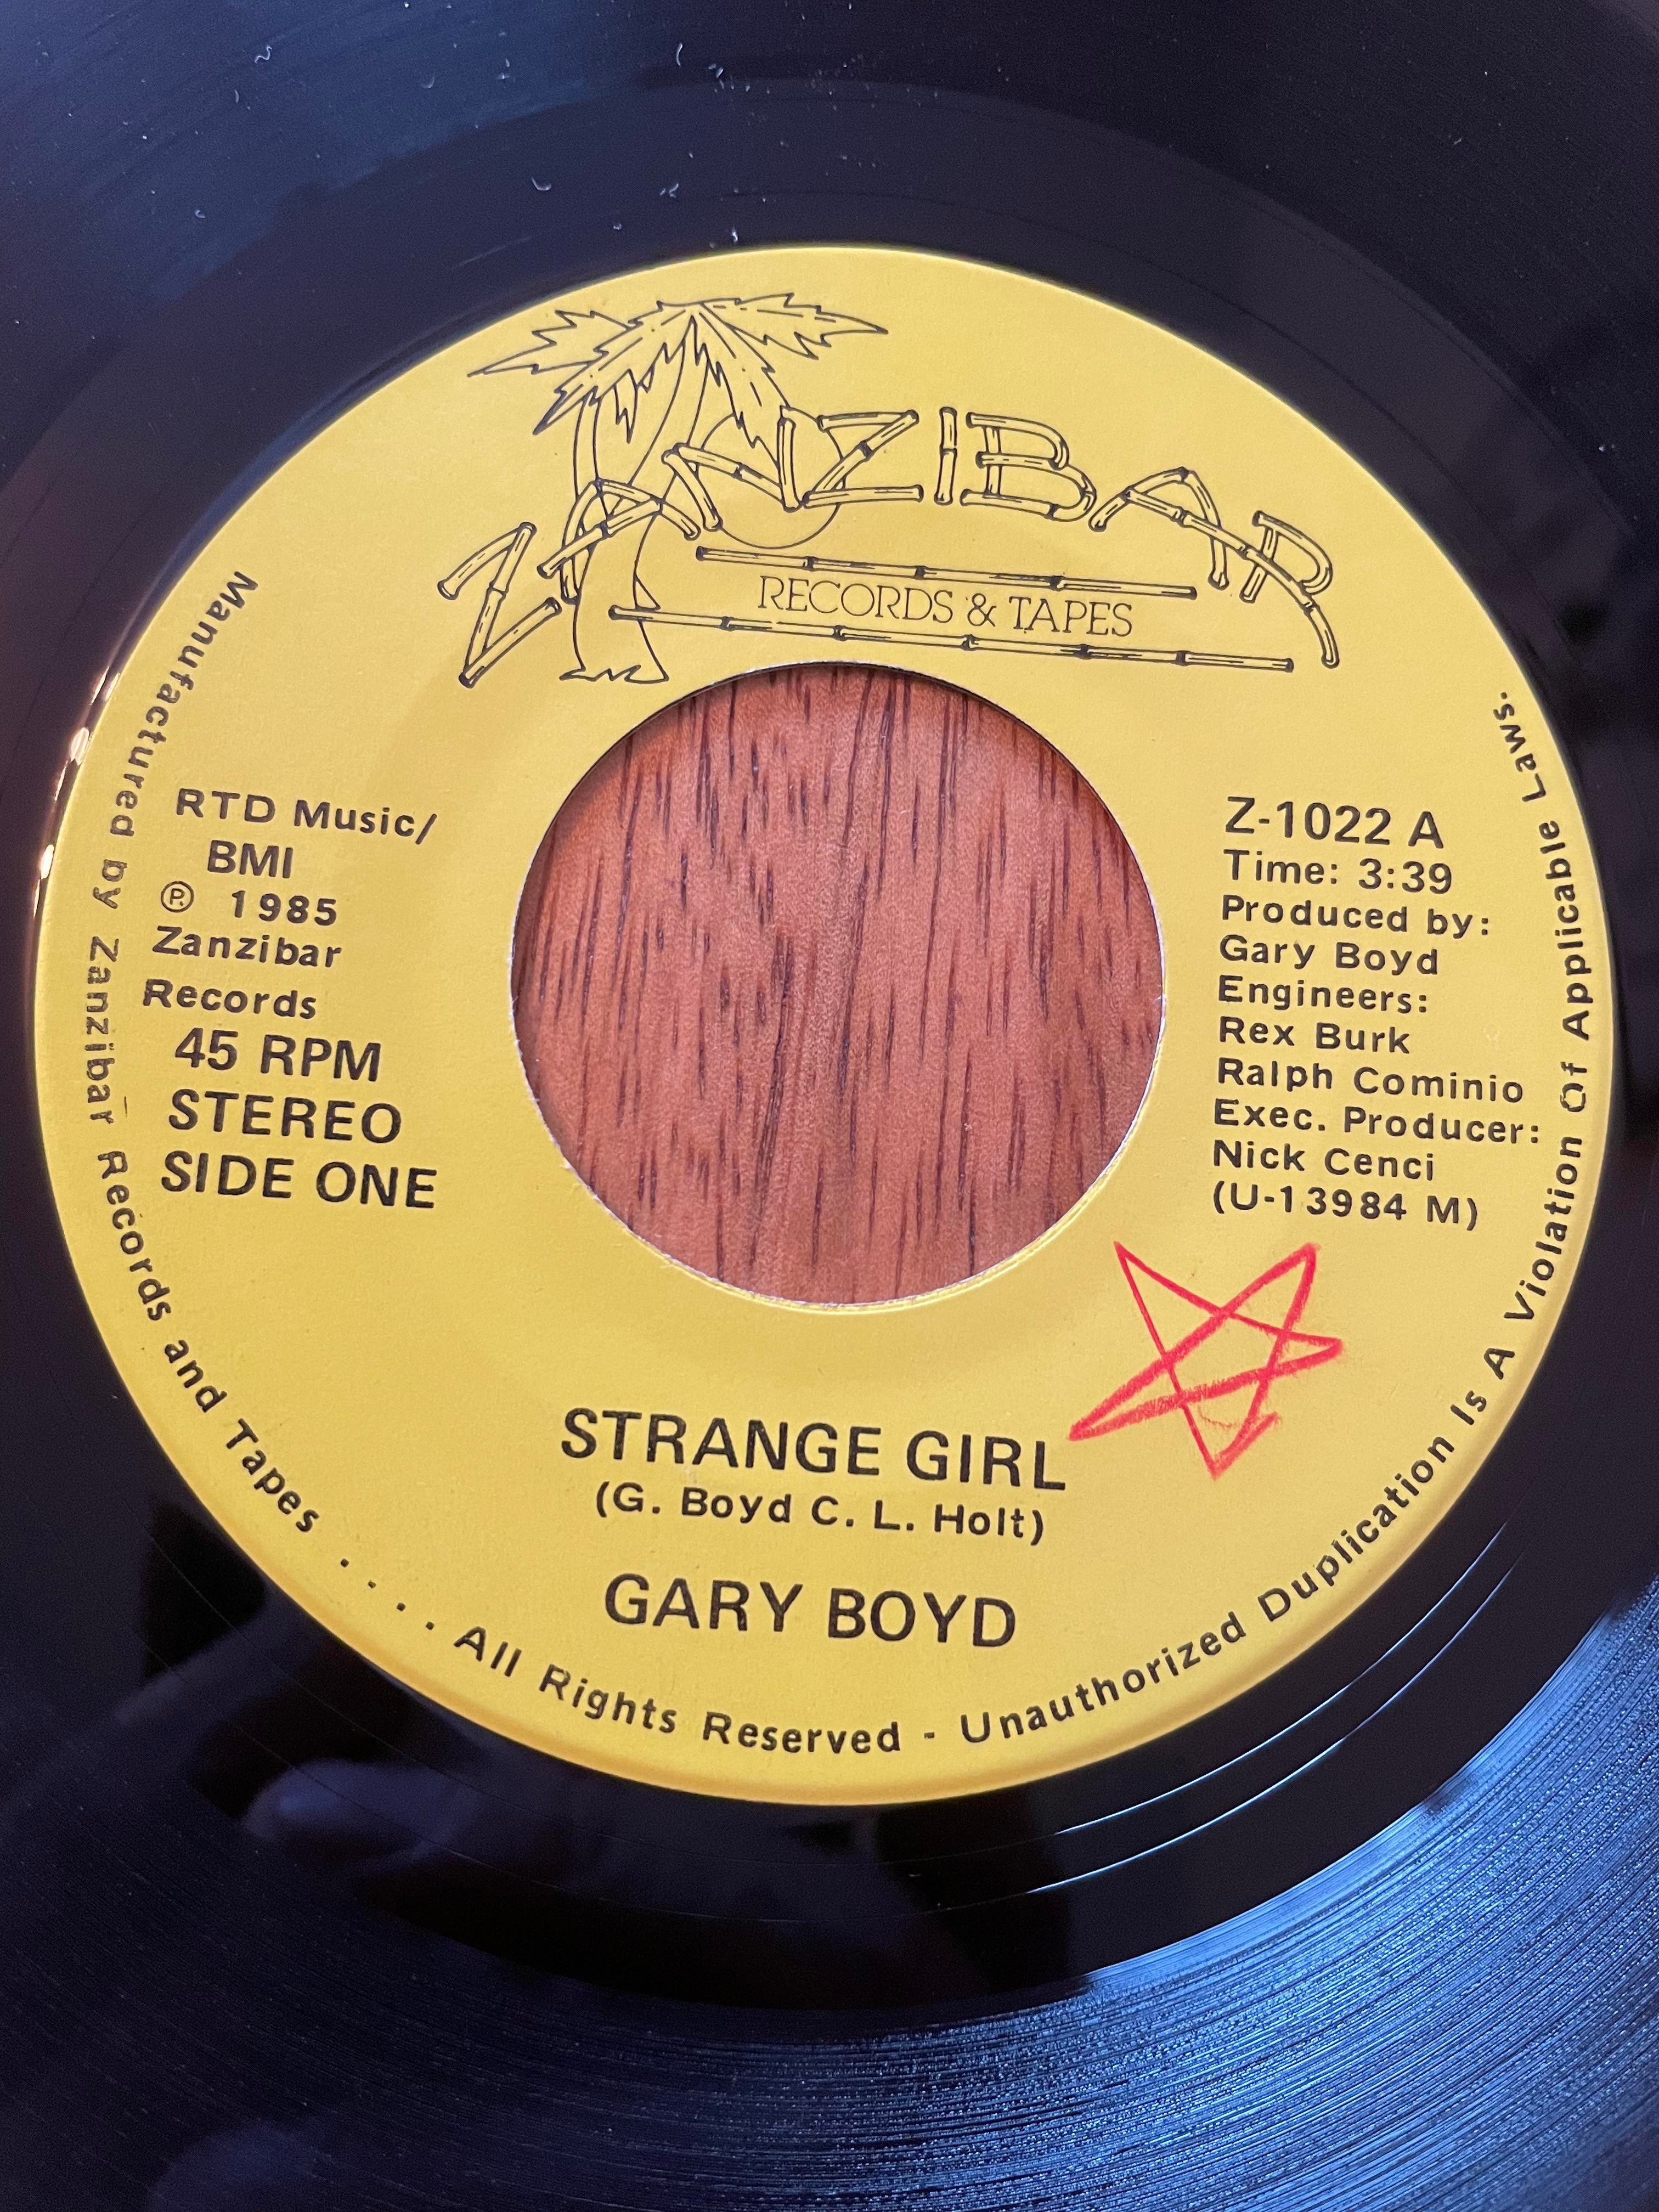 ZANZIBAR
RECORDS & TAPES
RTD Music/
BMI
Ⓟ 1985
Zanzibar
Records
45 RPM
STEREO
SIDE ONE
Z-1022 A
Time: 3:39
Produced by:
Gary Boyd
Engineers:
Rex Burk
Ralph Cominio
Exec. Producer:
Nick Cenci
(U-13984 M)
STRANGE GIRL
(G. Boyd C. L. Holt)
GARY BOYD
Manufactured by Zanzibar Records and Tapes . . . . All Rights Reserved - Unauthorized Duplication Is A Violation Of Applicable Laws.